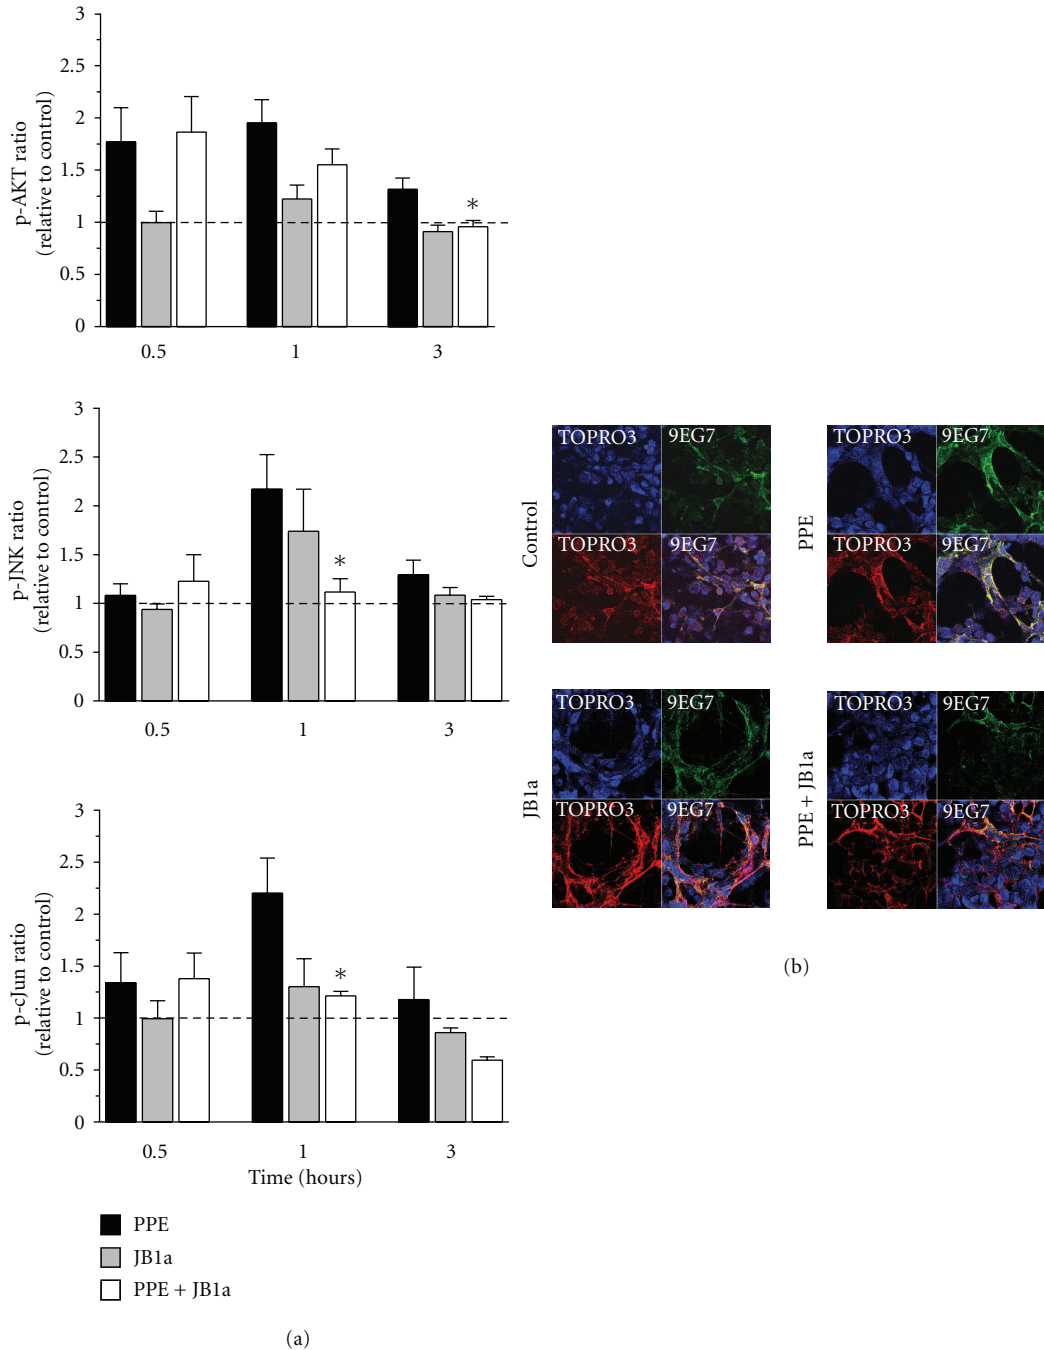 3
2.5
2
1.5
1
0.5
0
p-AKT ratio
(relative to control)
*
0.5 1 3
3
2.5
2
1.5
1
0.5
0
p-JNK ratio
(relative to control)
*
0.5 1 3
3
2.5
2
1.5
1
0.5
0
p-cJun ratio
(relative to control)
*
0.5 1 3
Time (hours)
PPE
JB1a
PPE + JB1a
(a)
Control
TOPRO3 9EG7
TOPRO3 9EG7
PPE
TOPRO3 9EG7
TOPRO3 9EG7
JB1a
TOPRO3 9EG7
TOPRO3 9EG7
PPE + JB1a
TOPRO3 9EG7
TOPRO3 9EG7
(b)